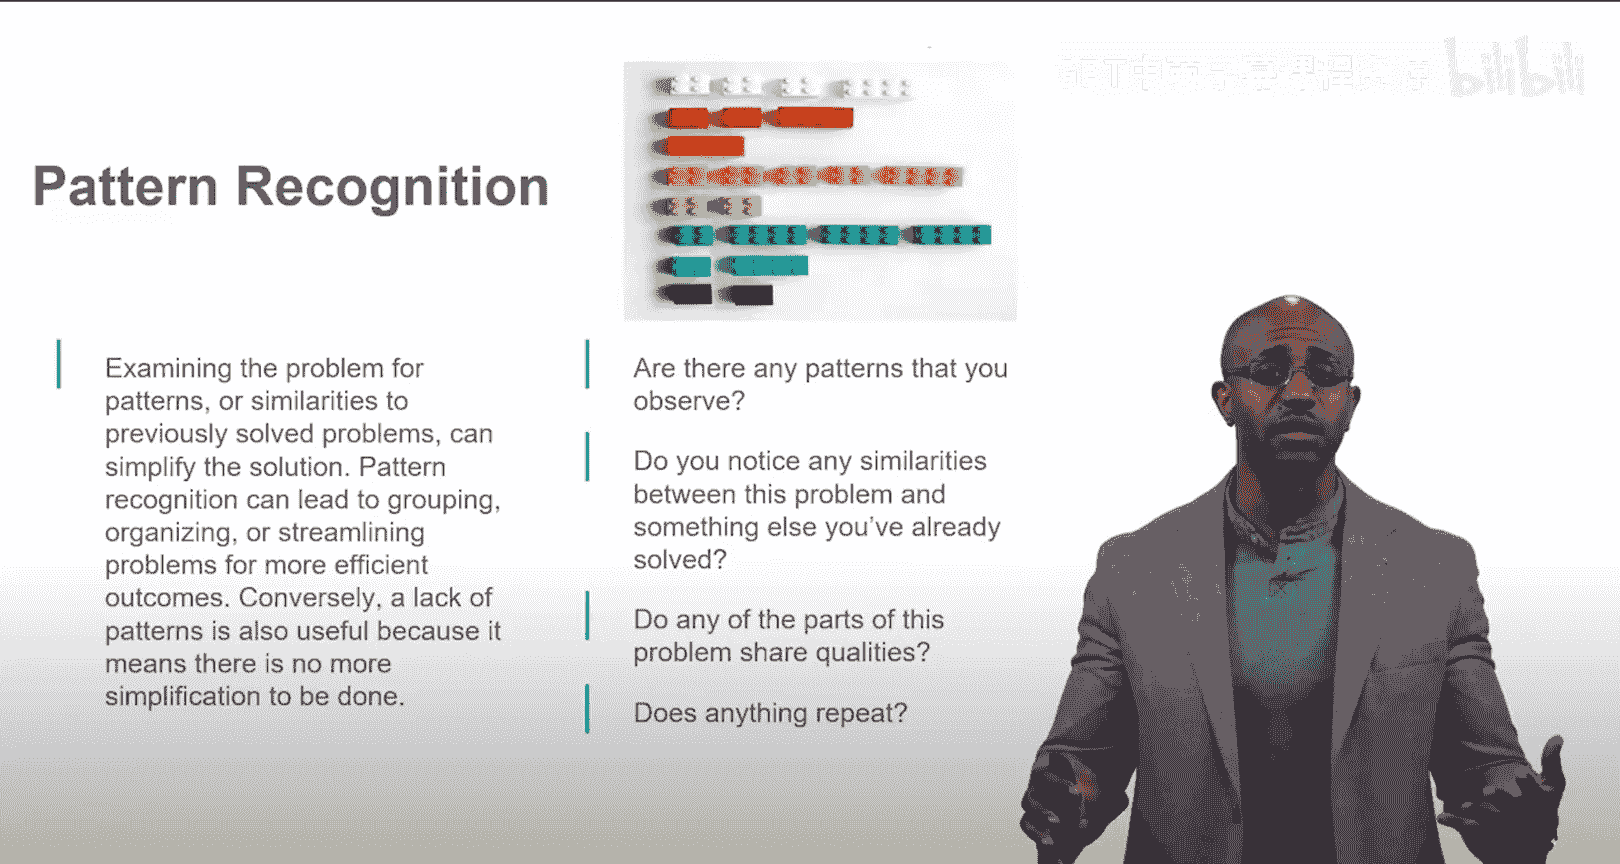 bilibili
Pattern Recognition
Examining the problem for
patterns, or similarities to
previously solved problems, can
simplify the solution. Pattern
recognition can lead to grouping,
organizing, or streamlining
problems for more efficient
outcomes. Conversely, a lack of
patterns is also useful because it
means there is no more
simplification to be done.
Are there any patterns that you
observe?
Do you notice any similarities
between this problem and
something else you’ve already
solved?
Do any of the parts of this
problem share qualities?
Does anything repeat?